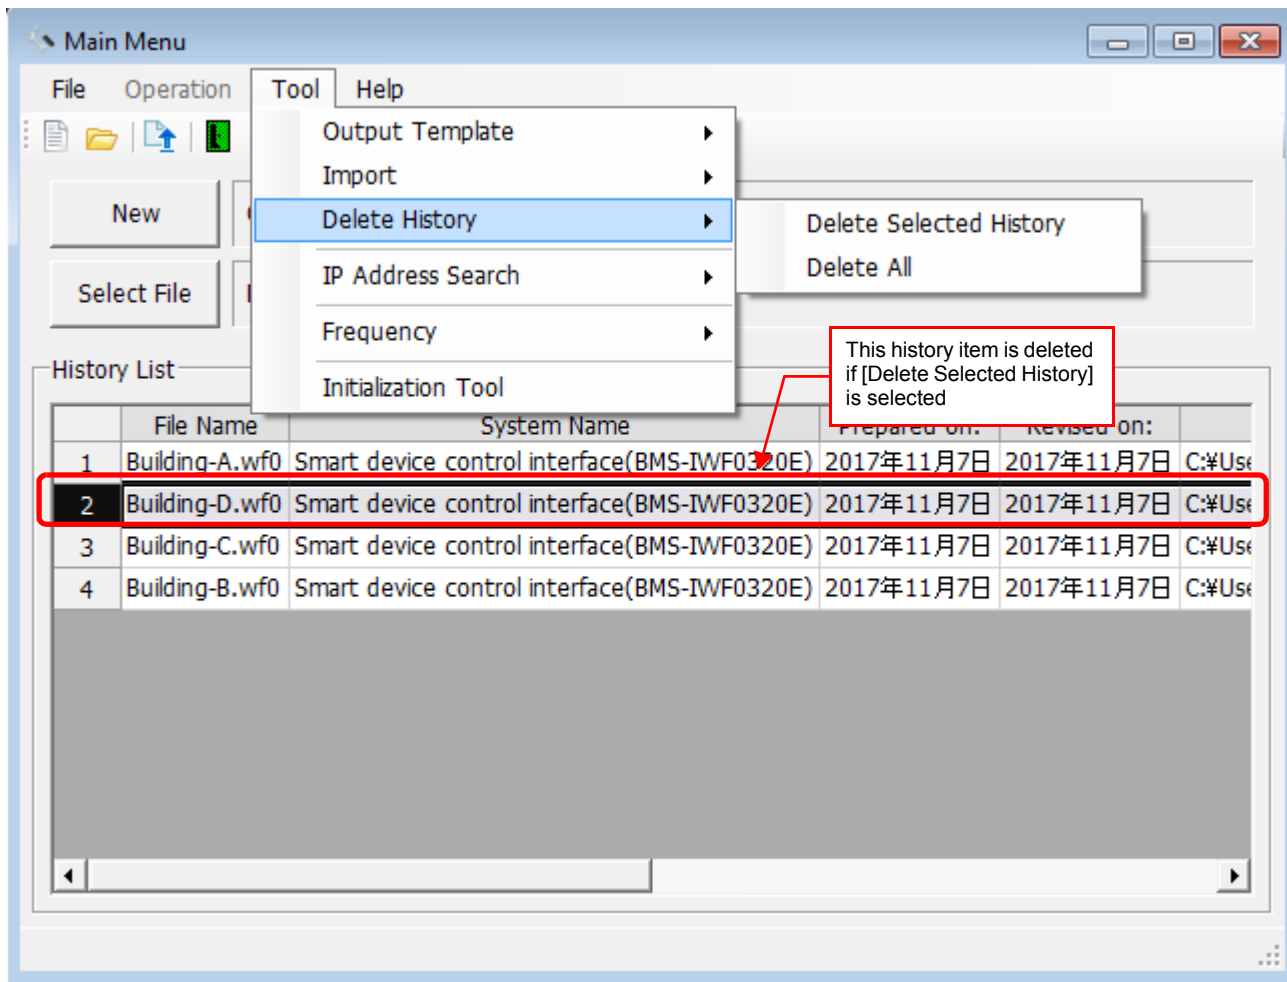 Main Menu
File Operation Tool Help
Output Template
Import
New
Delete History
Delete Selected History
Delete All
Select File
IP Address Search
Frequency
Initialization Tool
This history item is deleted
if [Delete Selected History]
is selected
History List
File Name System Name Prepared on: Revised on:
1 Building-A.wf0 Smart device control interface(BMS-IWF0320E) 2017年11月7日 2017年11月7日 C:¥Use
2 Building-D.wf0 Smart device control interface(BMS-IWF0320E) 2017年11月7日 2017年11月7日 C:¥Use
3 Building-C.wf0 Smart device control interface(BMS-IWF0320E) 2017年11月7日 2017年11月7日 C:¥Use
4 Building-B.wf0 Smart device control interface(BMS-IWF0320E) 2017年11月7日 2017年11月7日 C:¥Use